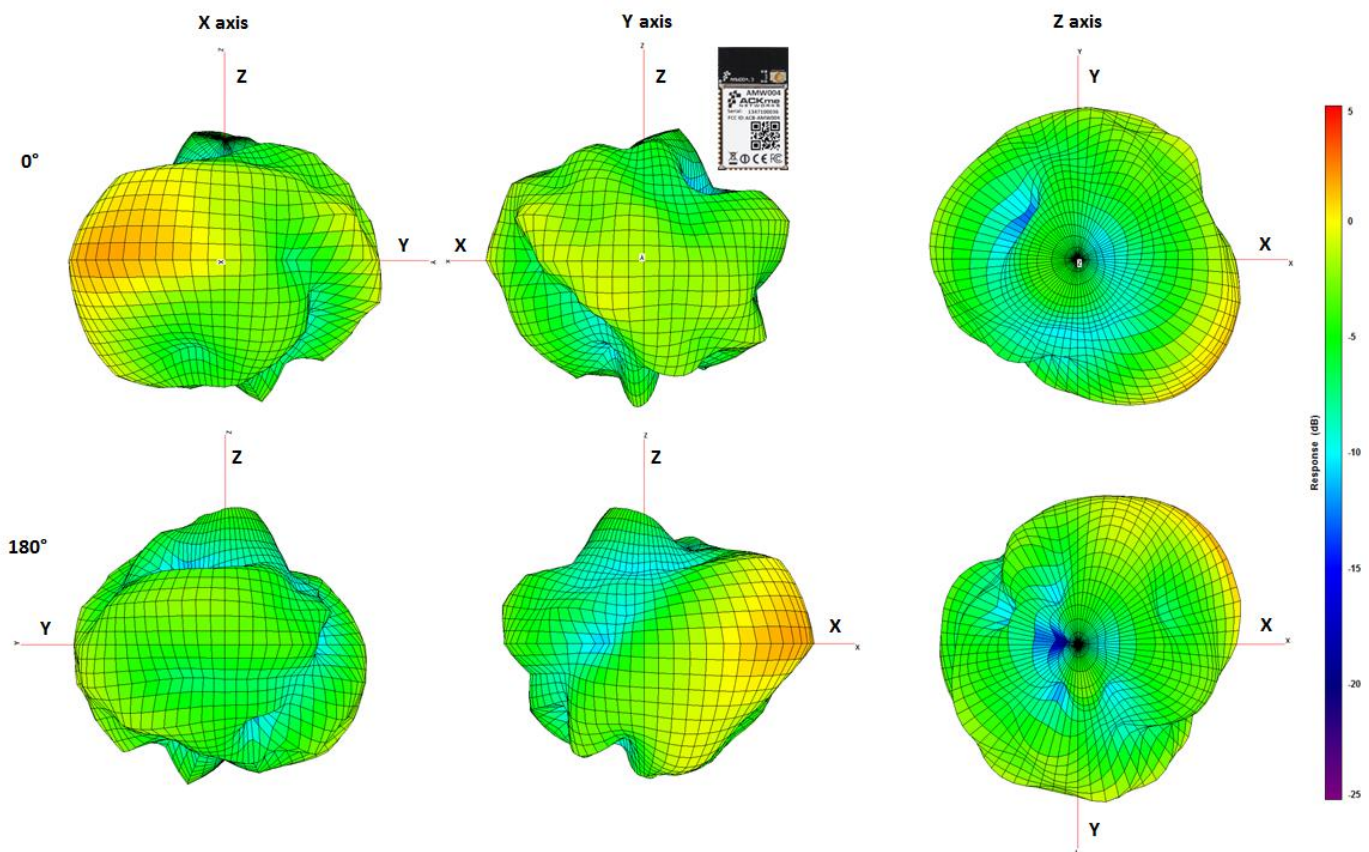 X axis
Y axis
Z axis
0°
Z
Y
X
Z
Y
X
AMW004
ACKme
NETWORKS
5
0
-5
-10
-15
-20
-25
Response (dB)
180°
Z
Y
X
Z
X
X
Y